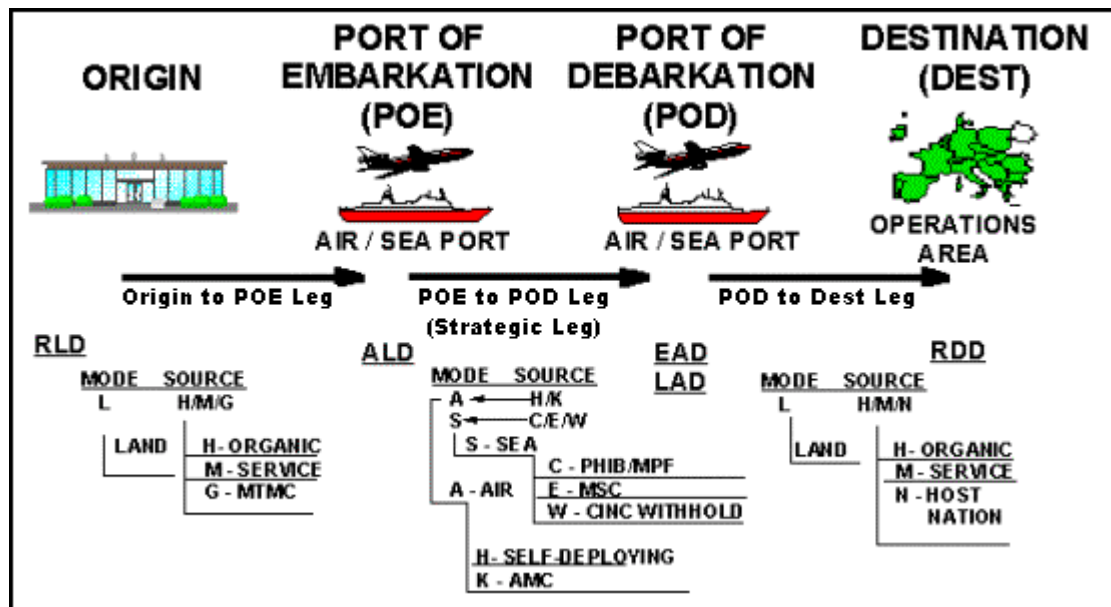 ORIGIN
PORT OF
EMBARKATION
(POE)
PORT OF
DEBARKATION
(POD)
DESTINATION
(DEST)
AIR / SEA PORT
AIR / SEA PORT
OPERATIONS
AREA
Origin to POE Leg
POE to POD Leg
(Strategic Leg)
POD to Dest Leg
RLD
MODE SOURCE
L H/M/G
LAND
H-ORGANIC
M - SERVICE
G - MTMC
ALD
MODE SOURCE
A H/K
S C/E/W
S - SEA
C - PHIB/MPF
E - MSC
W - CINC WITHHOLD
A - AIR
H- SELF-DEPLOYING
K - AMC
EAD
LAD
RDD
MODE SOURCE
L H/M/N
LAND
H- ORGANIC
M - SERVICE
N - HOST
NATION